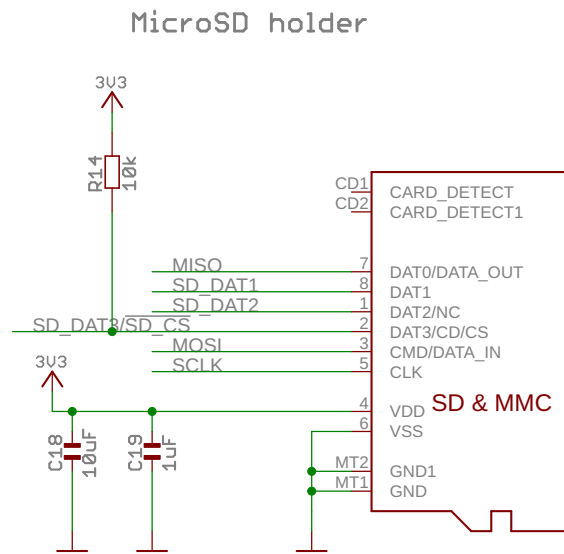 MicroSD holder
3V3
R14
10k
CD1 CARD_DETECT
CD2 CARD_DETECT1
MISO 7 DAT0/DATA_OUT
SD_DAT1 8 DAT1
SD_DAT2 1 DAT2/NC
SD_DAT3/SD_CS 2 DAT3/CD/CS
MOSI 3 CMD/DATA_IN
SCLK 5 CLK
3V3
4 VDD
SD & MMC
6 VSS
C18
10uF
C19
1uF
MT2 GND1
MT1 GND